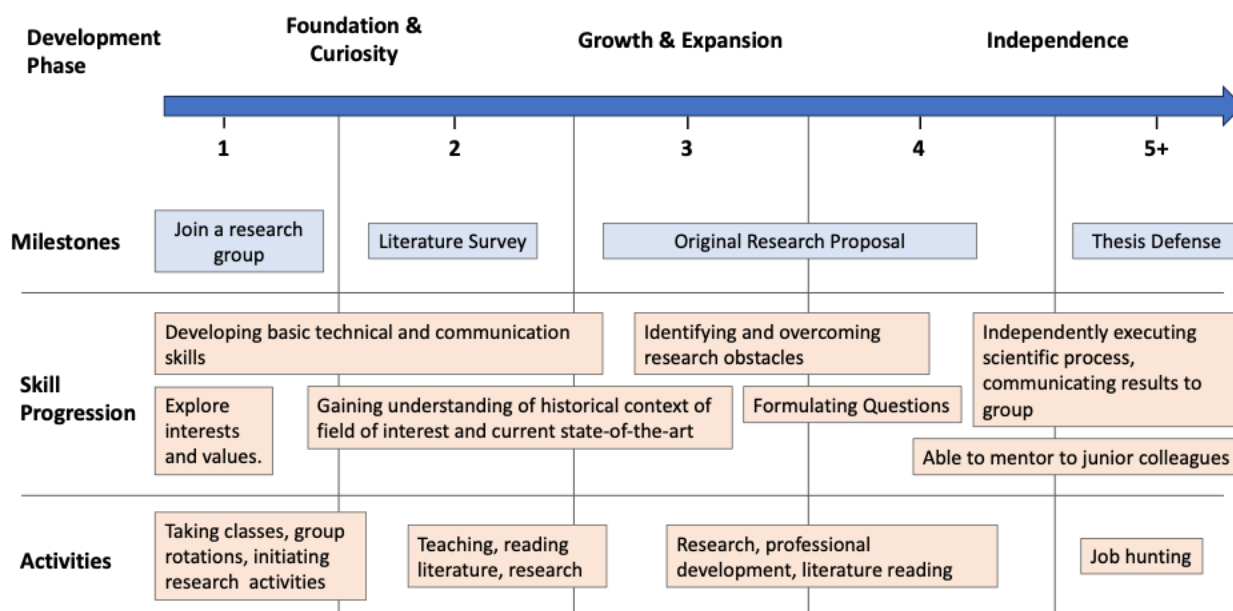 Development
Phase
Foundation &
Curiosity
Growth & Expansion
Independence
1
2
3
4
5+
Milestones
Join a research
group
Literature Survey
Original Research Proposal
Thesis Defense
Skill
Progression
Developing basic technical and communication
skills
Identifying and overcoming
research obstacles
Independently executing
scientific process,
communicating results to
group
Explore
interests
and values.
Gaining understanding of historical context of
field of interest and current state-of-the-art
Formulating Questions
Able to mentor to junior colleagues
Activities
Taking classes, group
rotations, initiating
research activities
Teaching, reading
literature, research
Research, professional
development, literature reading
Job hunting